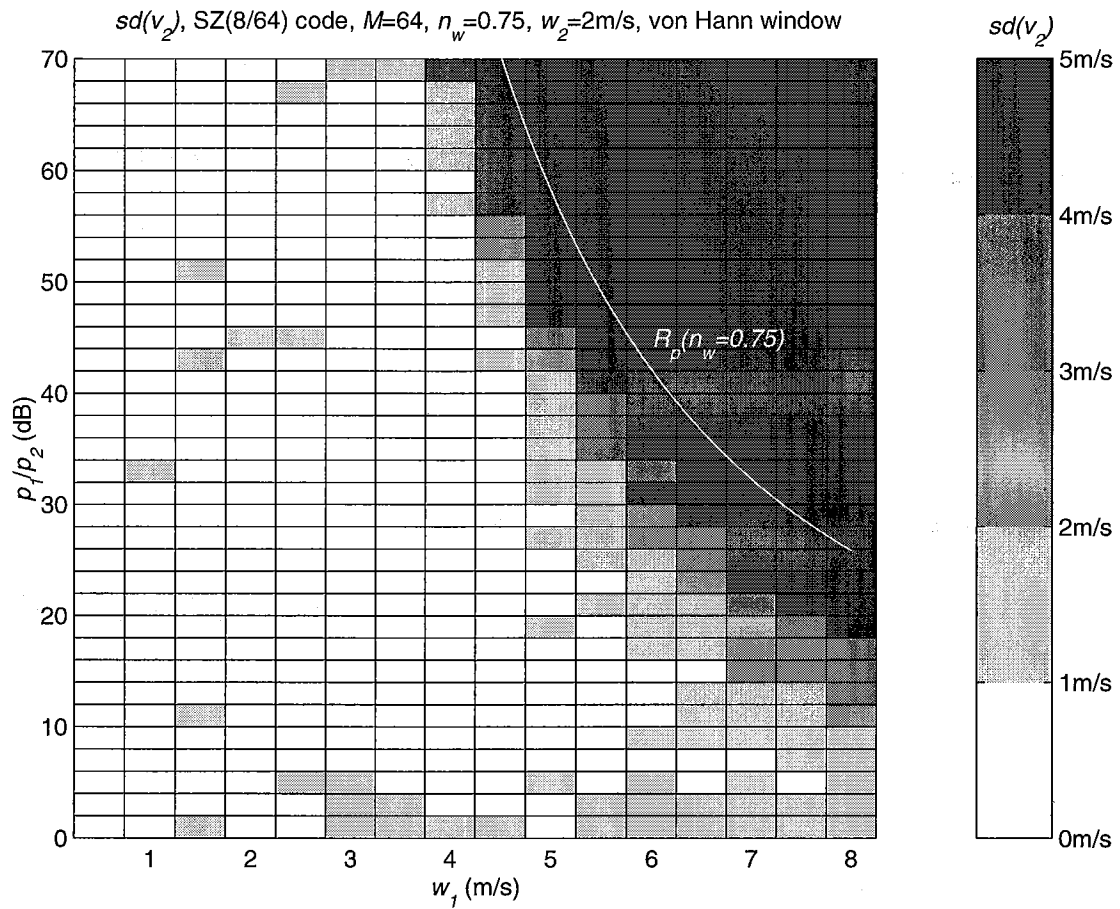 sd(v2), SZ(8/64) code, M=64, nw=0.75, w2=2m/s, von Hann window
sd(v2)
70
60
50
40
30
20
10
0
p1/p2 (dB)
Rp(nw=0.75)
1 2 3 4 5 6 7 8
w1 (m/s)
5m/s
4m/s
3m/s
2m/s
1m/s
0m/s